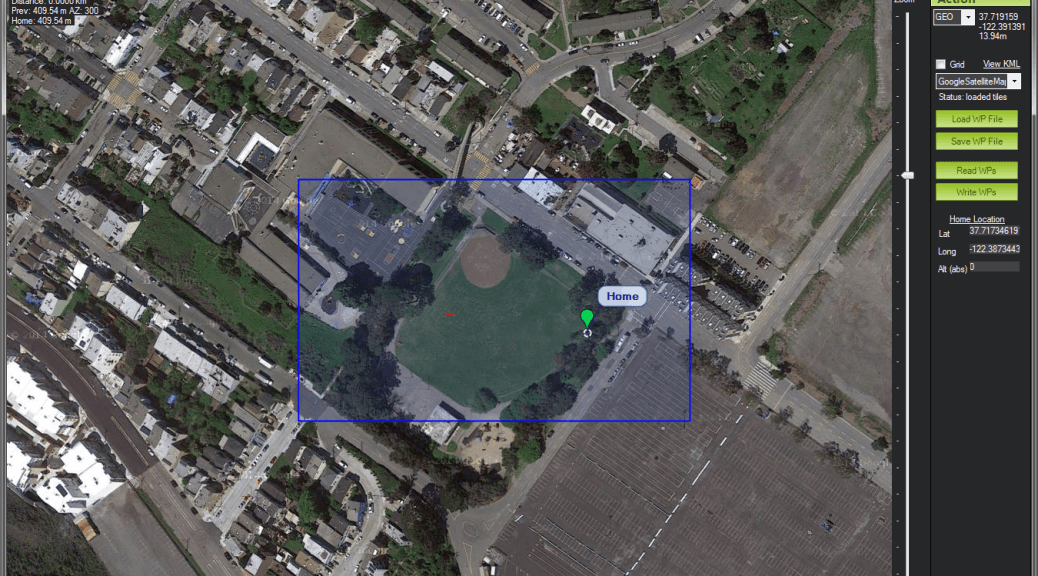 Distance: 0.0000 km
Prev: 409.54 m AZ: 300
Home: 409.54 m
Zoom
Action
GEO
37.719159
-122.391391
13.94m
Grid
View KML
GoogleSatelliteMap
Status: loaded tiles
Load WP File
Save WP File
Read WPs
Write WPs
Home Location
Lat
37.71734619
Long
-122.3873443
Alt (abs)
0
Home